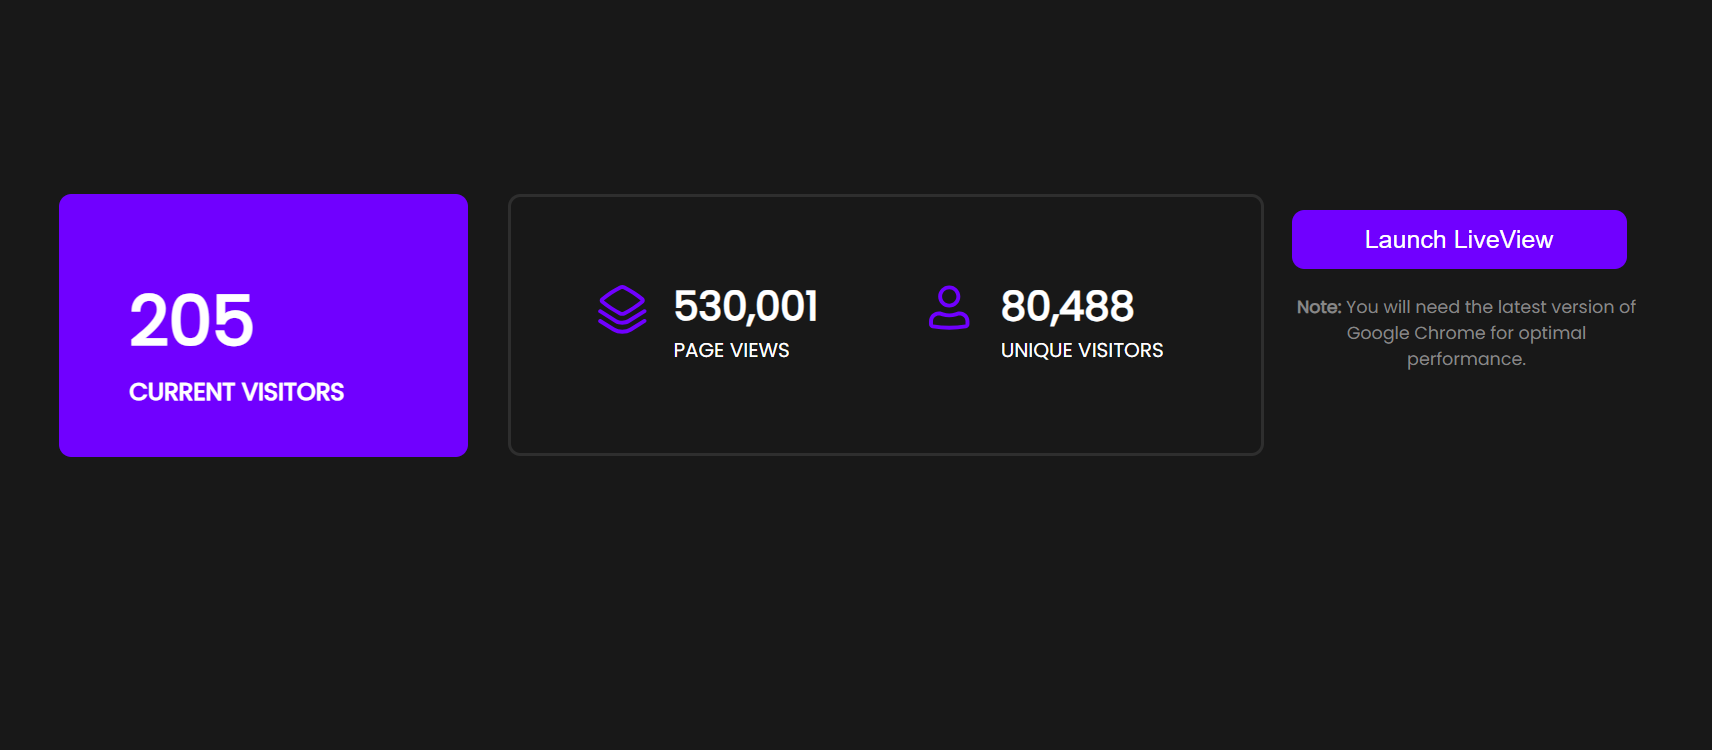 205
CURRENT VISITORS
530,001
PAGE VIEWS
80,488
UNIQUE VISITORS
Launch LiveView
Note: You will need the latest version of
Google Chrome for optimal
performance.